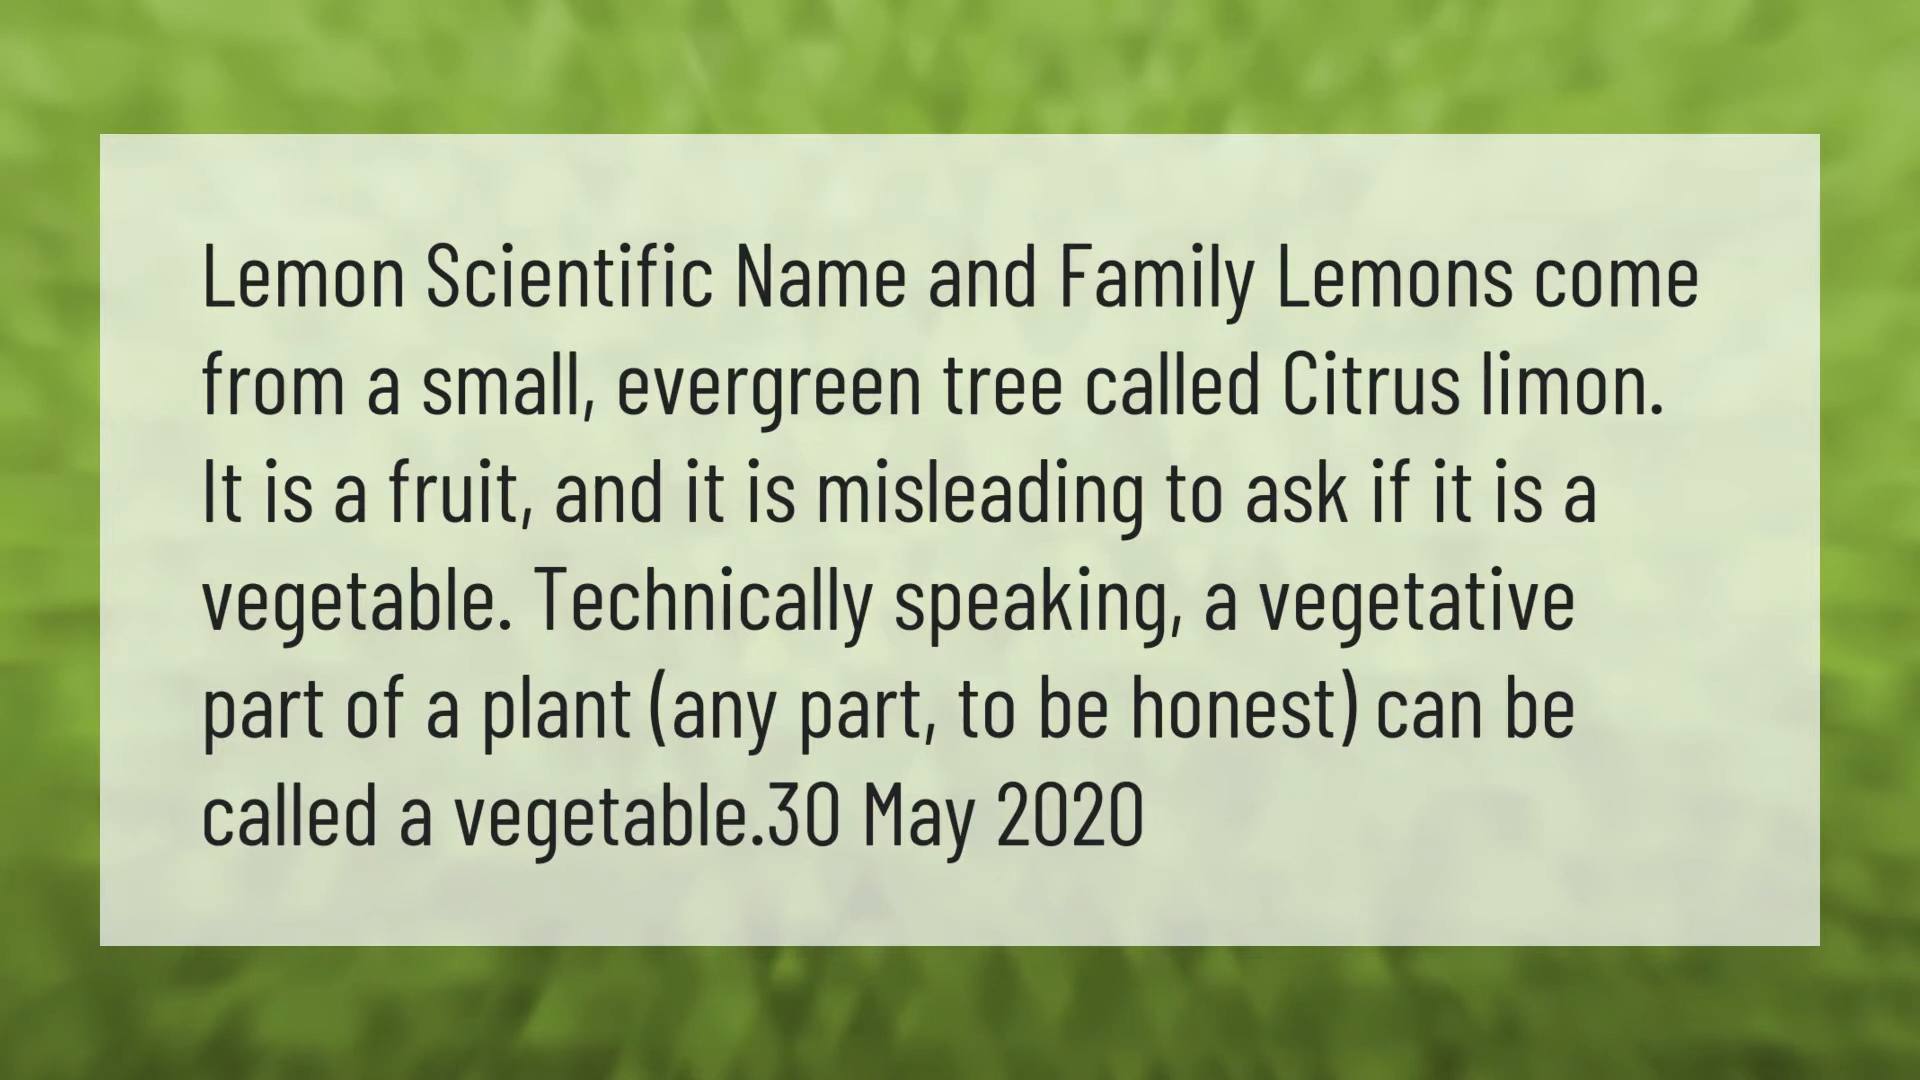 Lemon Scientific Name and Family Lemons come
from a small, evergreen tree called Citrus limon.
It is a fruit, and it is misleading to ask if it is a
vegetable. Technically speaking, a vegetative
part of a plant (any part, to be honest) can be
called a vegetable.30 May 2020